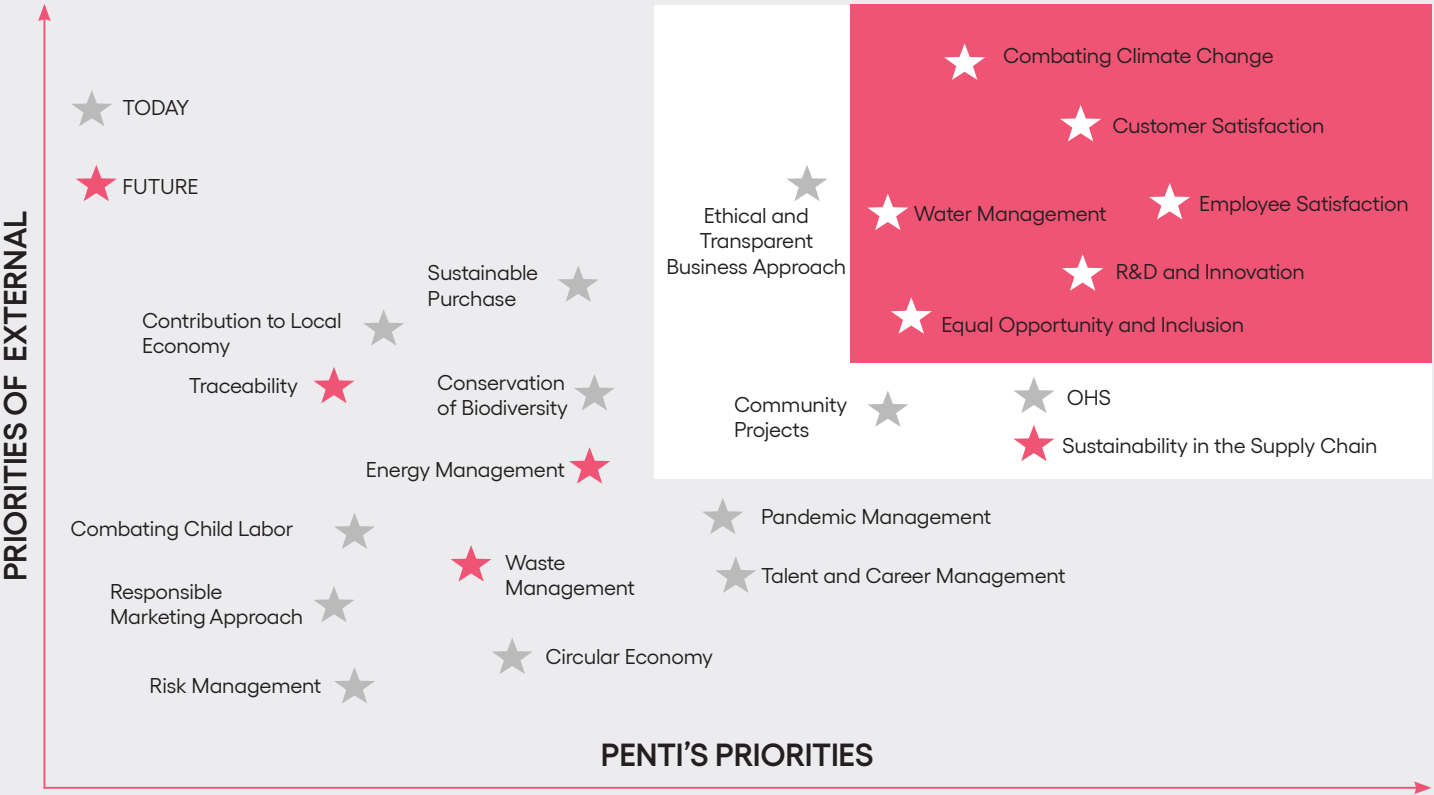 Combating Climate Change
TODAY
Customer Satisfaction
FUTURE
Ethical and
Transparent
Business Approach
Water Management
Employee Satisfaction
Sustainable
Purchase
R&D and Innovation
Contribution to Local
Economy
Equal Opportunity and Inclusion
Traceability
Conservation
of Biodiversity
Community
Projects
OHS
Sustainability in the Supply Chain
Energy Management
Combating Child Labor
Pandemic Management
Waste
Management
Talent and Career Management
Responsible
Marketing Approach
Circular Economy
Risk Management
PRIORITIES OF EXTERNAL
PENTI’S PRIORITIES